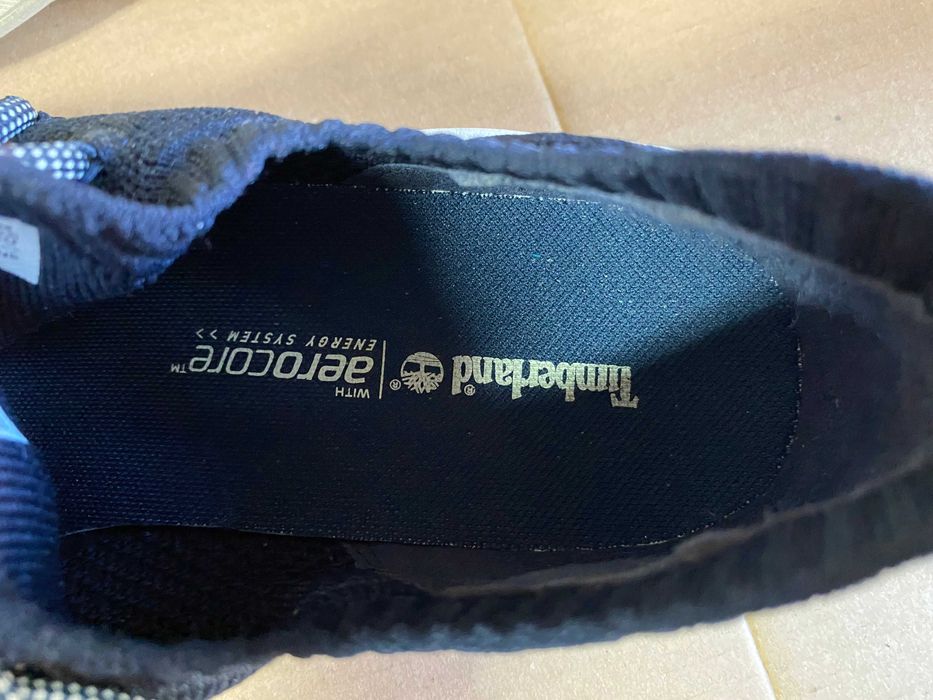 Timberland®
WITH
aerocore™
ENERGY SYSTEM >>